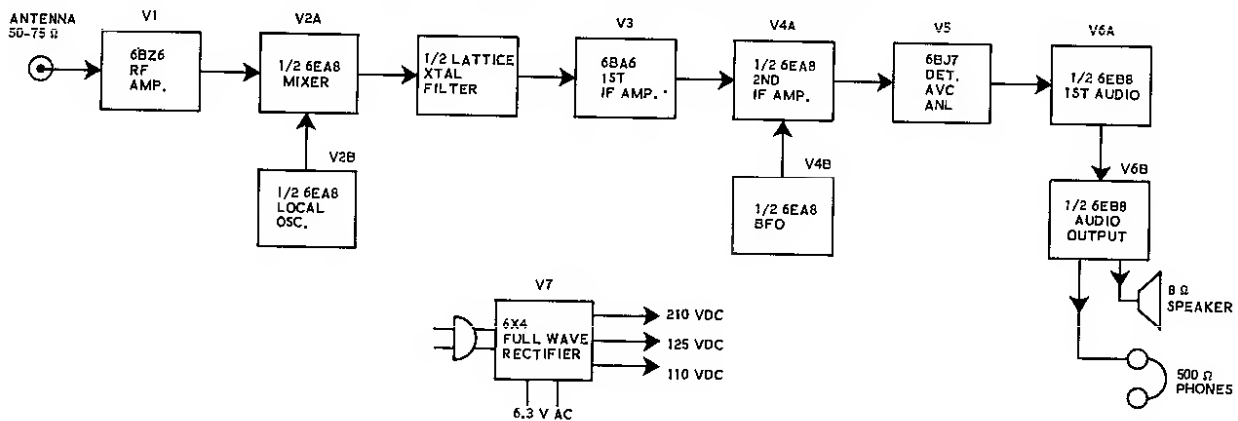 ANTENNA
50-75 Ω
V1
6BZ6
RF
AMP.
V2A
1/2 6EA8
MIXER
1/2 LATTICE
XTAL
FILTER
V3
6BA6
1ST
IF AMP.
V4A
1/2 6EA8
2ND
IF AMP.
V5
6BJ7
DET.
AVC
ANL
V6A
1/2 6EB8
1ST AUDIO
V2B
1/2 6EA8
LOCAL
OSC.
V4B
1/2 6EA8
BFO
V6B
1/2 6EB8
AUDIO
OUTPUT
8 Ω
SPEAKER
500 Ω
PHONES
V7
6X4
FULL WAVE
RECTIFIER
210 VDC
125 VDC
110 VDC
6.3 V AC